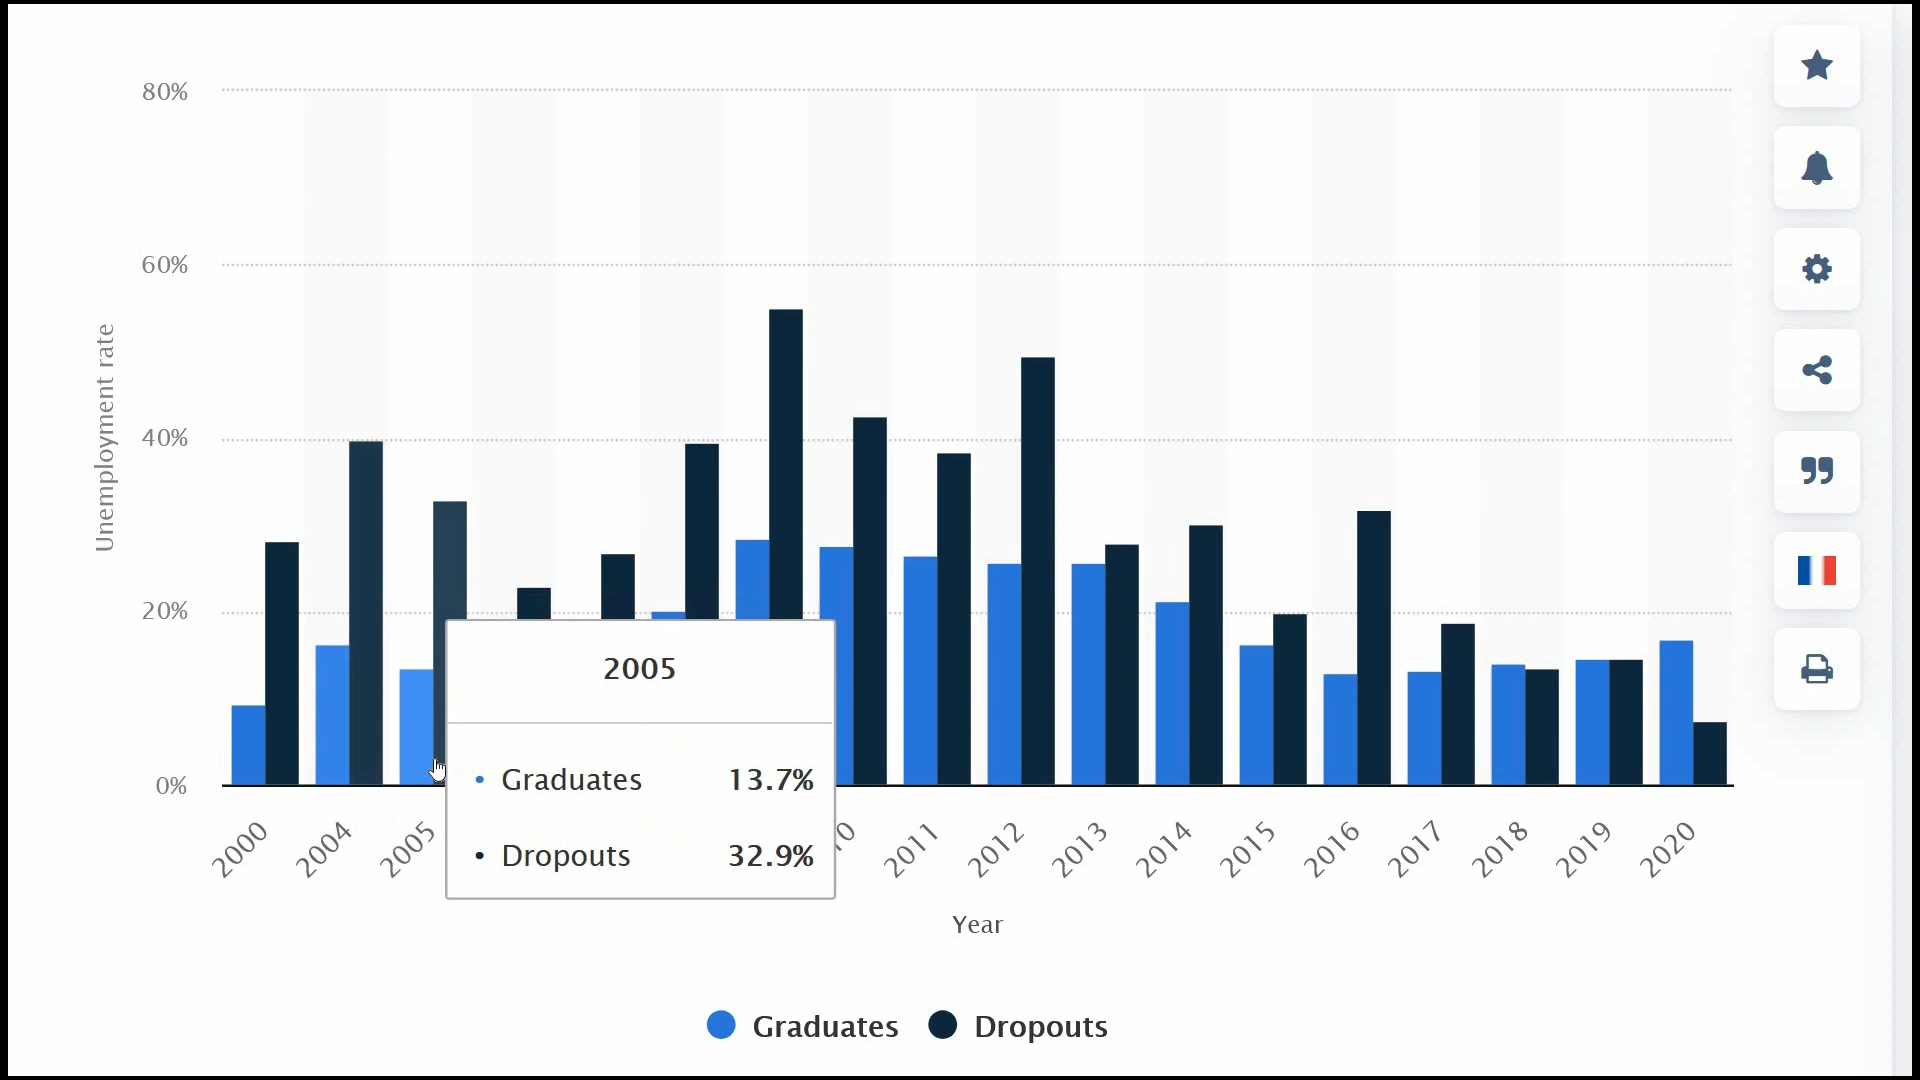 80%
60%
40%
20%
0%
Unemployment rate
2005
Graduates 13.7%
Dropouts 32.9%
2000 2004 2005 10 2011 2012 2013 2014 2015 2016 2017 2018 2019 2020
Year
Graduates Dropouts